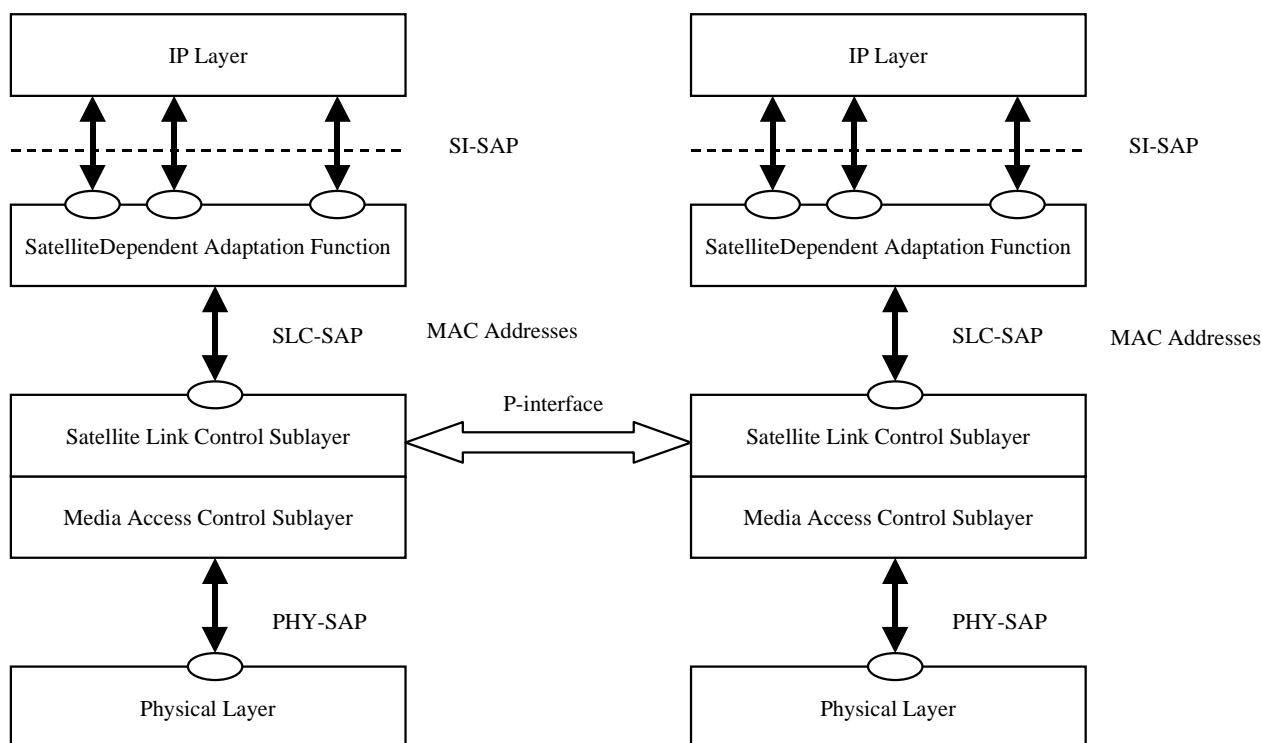 IP Layer
IP Layer
SI-SAP
SI-SAP
SatelliteDependent Adaptation Function
SatelliteDependent Adaptation Function
SLC-SAP
MAC Addresses
SLC-SAP
MAC Addresses
P-interface
Satellite Link Control Sublayer
Satellite Link Control Sublayer
Media Access Control Sublayer
Media Access Control Sublayer
PHY-SAP
PHY-SAP
Physical Layer
Physical Layer